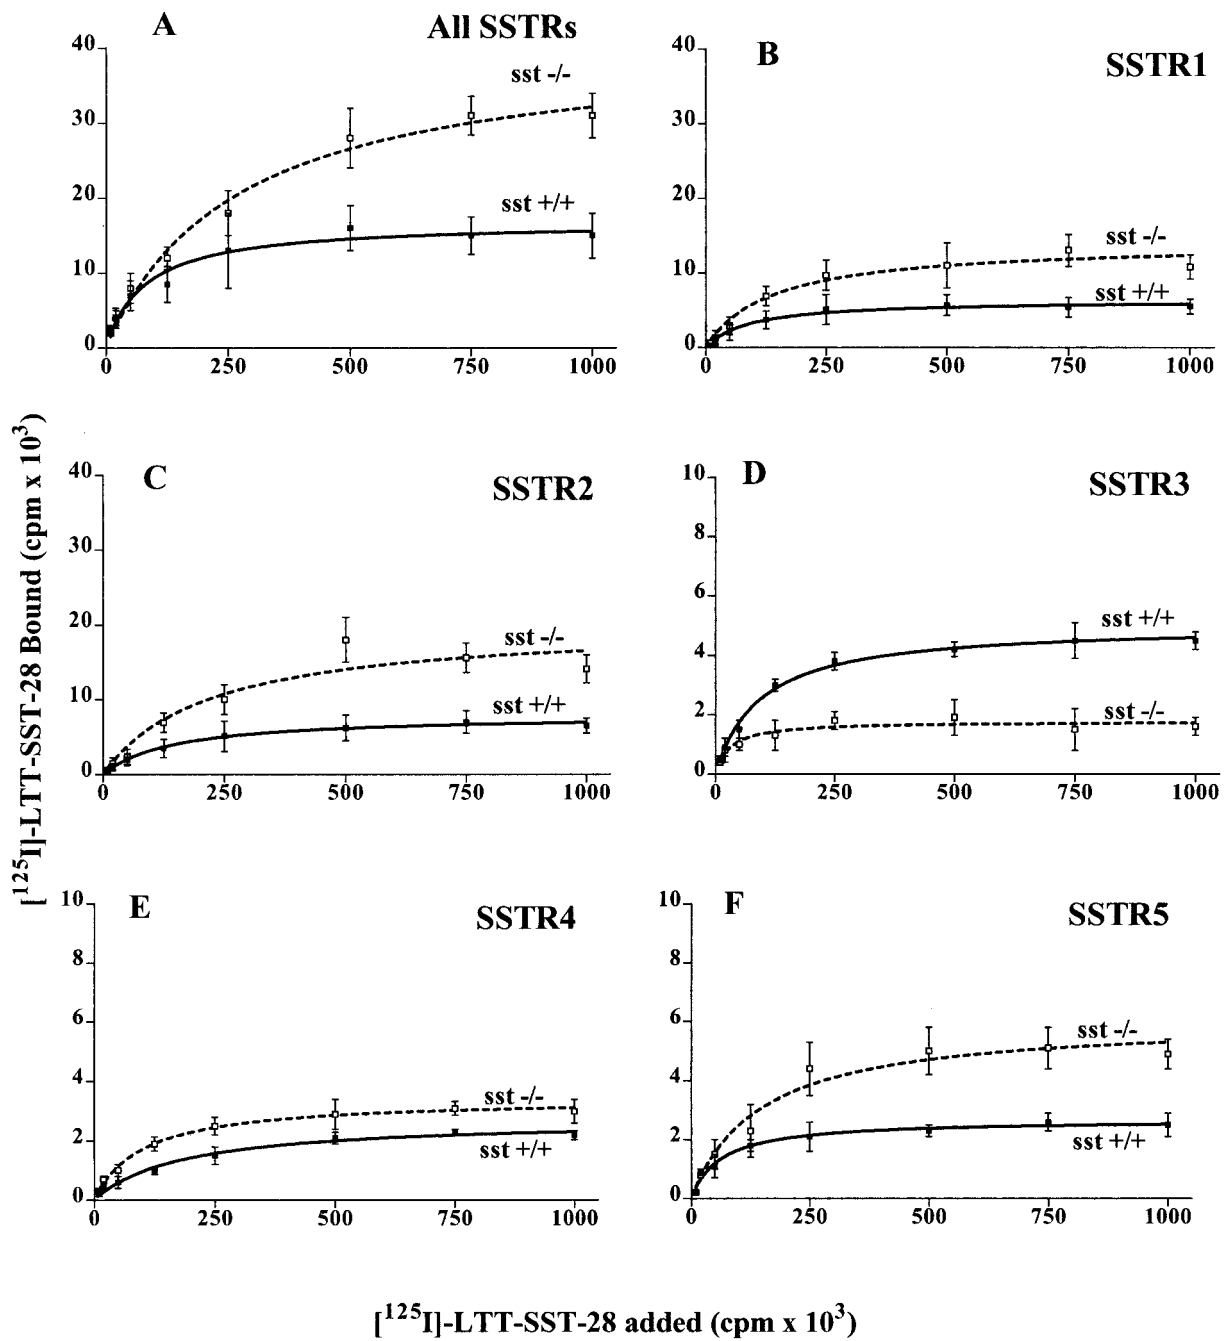 A
All SSTRs
40
30
20
10
0
sst -/-
sst +/+
0 250 500 750 1000
B
SSTR1
40
30
20
10
0
sst -/-
sst +/+
0 250 500 750 1000
[125I]-LTT-SST-28 Bound (cpm x 10³)
C
SSTR2
40
30
20
10
0
sst -/-
sst +/+
0 250 500 750 1000
D
SSTR3
10
8
6
4
2
0
sst +/+
sst -/-
0 250 500 750 1000
E
SSTR4
10
8
6
4
2
0
sst -/-
sst +/+
0 250 500 750 1000
F
SSTR5
10
8
6
4
2
0
sst -/-
sst +/+
0 250 500 750 1000
[125I]-LTT-SST-28 added (cpm x 10³)